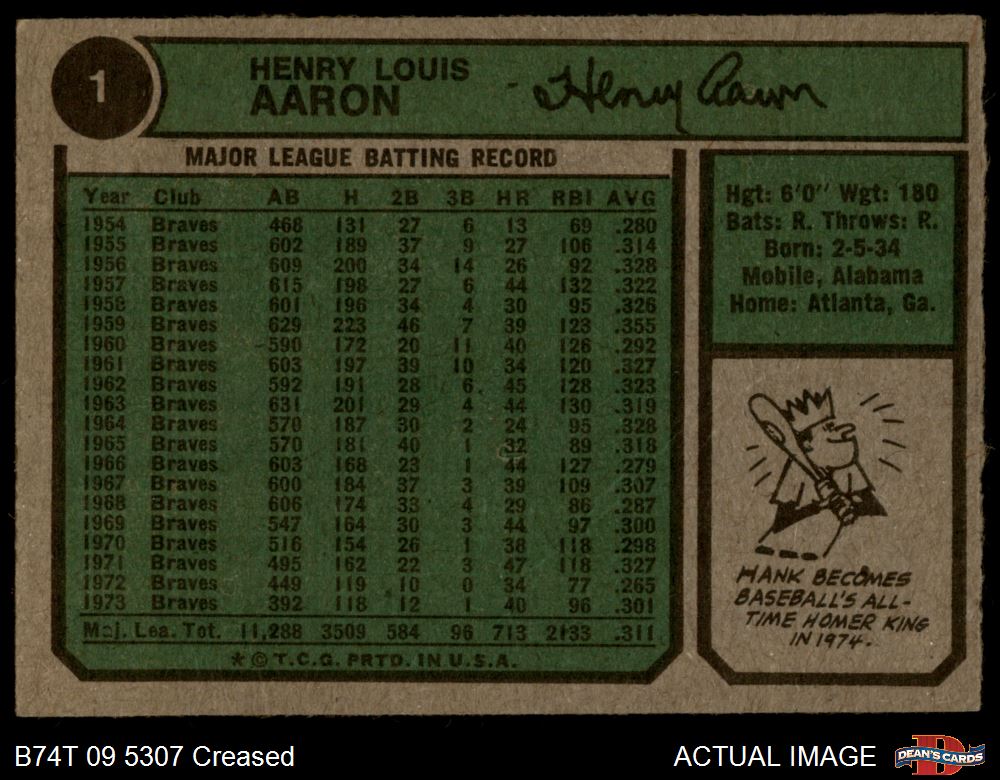 1
HENRY LOUIS
AARON
Henry Aaron
MAJOR LEAGUE BATTING RECORD
Year Club AB H 2B 3B HR RBI AVG
1954 Braves 468 131 27 6 13 69 .280
1955 Braves 602 189 37 9 27 106 .314
1956 Braves 609 200 34 14 26 92 .328
1957 Braves 615 198 27 6 44 132 .322
1958 Braves 601 196 34 4 30 95 .326
1959 Braves 629 223 46 7 39 123 .355
1960 Braves 590 172 20 11 40 126 .292
1961 Braves 603 197 39 10 34 120 .327
1962 Braves 592 191 28 6 45 128 .323
1963 Braves 631 201 29 4 44 130 .319
1964 Braves 570 187 30 2 24 95 .328
1965 Braves 570 181 40 1 32 89 .318
1966 Braves 603 168 23 1 44 127 .279
1967 Braves 600 184 37 3 39 109 .307
1968 Braves 606 174 33 4 29 86 .287
1969 Braves 547 164 30 3 44 97 .300
1970 Braves 516 154 26 1 38 118 .298
1971 Braves 495 162 22 3 47 118 .327
1972 Braves 449 119 10 0 34 77 .265
1973 Braves 392 118 12 1 40 96 .301
Maj. Lea. Tot. 11,288 3509 584 96 713 2133 .311
* © T.C.G. PRTD. IN U.S.A.
Hgt: 6'0" Wgt: 180
Bats: R. Throws: R.
Born: 2-5-34
Mobile, Alabama
Home: Atlanta, Ga.
HANK BECOMES
BASEBALL'S ALL-
TIME HOMER KING
IN 1974.
B74T 09 5307 Creased
ACTUAL IMAGE
DEAN'S CARDS